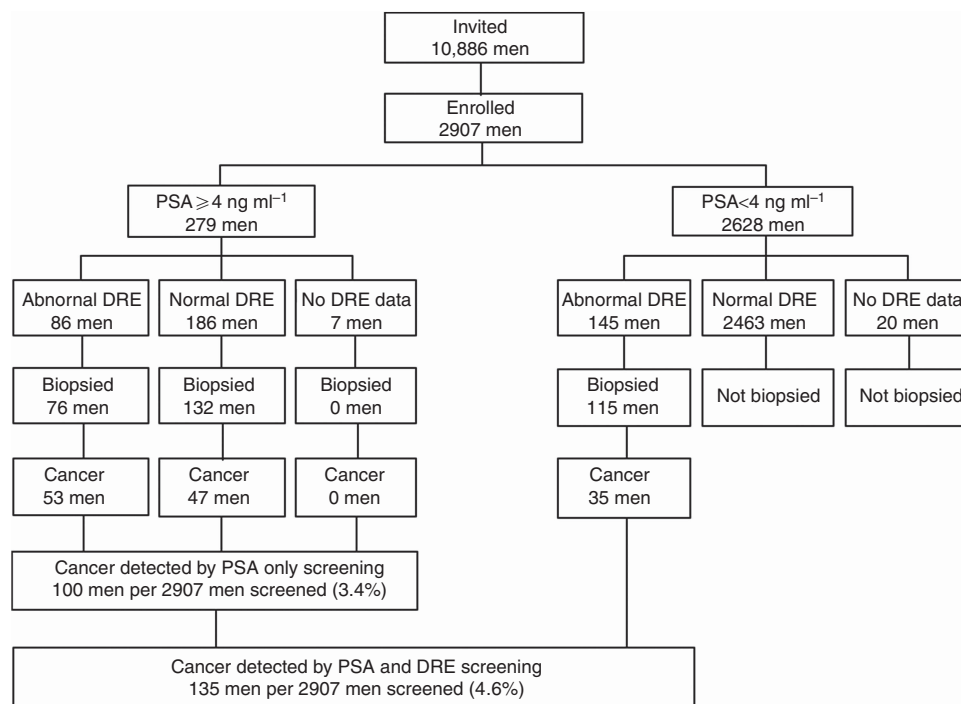 Invited
10,886 men
Enrolled
2907 men
PSA ⩾ 4 ng ml⁻¹
279 men
PSA<4 ng ml⁻¹
2628 men
Abnornal DRE
86 men
Normal DRE
186 men
No DRE data
7 men
Abnormal DRE
145 men
Normal DRE
2463 men
No DRE data
20 men
Biopsied
76 men
Biopsied
132 men
Biopsied
0 men
Biopsied
115 men
Not biopsied
Not biopsied
Cancer
53 men
Cancer
47 men
Cancer
0 men
Cancer
35 men
Cancer detected by PSA only screening
100 men per 2907 men screened (3.4%)
Cancer detected by PSA and DRE screening
135 men per 2907 men screened (4.6%)